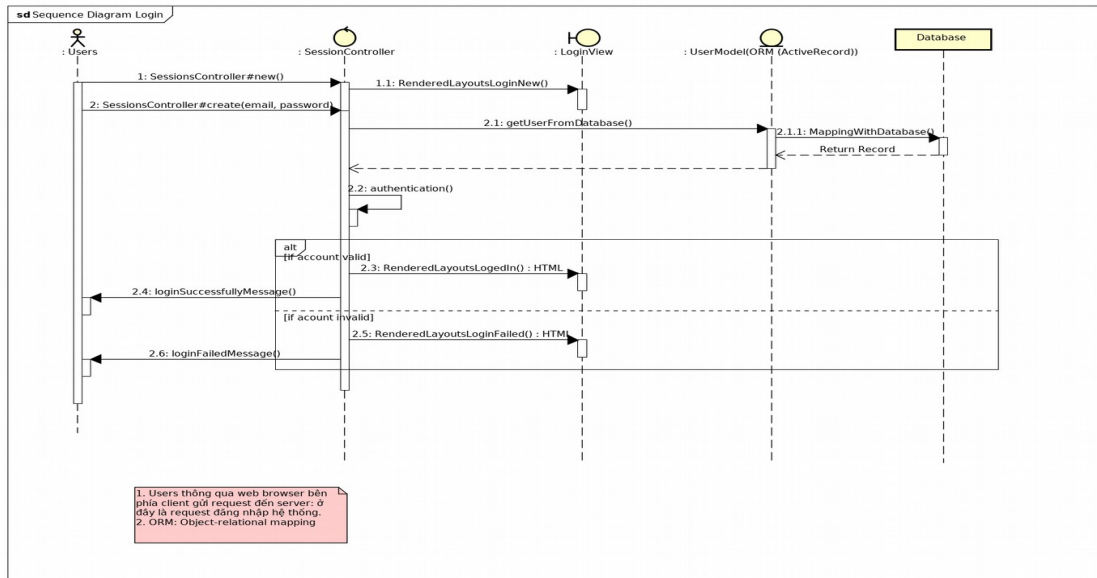 sd Sequence Diagram Login
: Users
: SessionController
: LoginView
: UserModel(ORM (ActiveRecord))
Database
1: SessionsController#new()
1.1: RenderedLayoutsLoginNew()
2: SessionsController#create(email, password)
2.1: getUserFromDatabase()
2.1.1: MappingWithDatabase()
Return Record
2.2: authentication()
alt
[if account valid]
2.3: RenderedLayoutsLogedIn() : HTML
2.4: loginSuccessfullyMessage()
[if acount invalid]
2.5: RenderedLayoutsLoginFailed() : HTML
2.6: loginFailedMessage()
1. Users thông qua web browser bên
phía client gửi request đến server: ở
đây là request đăng nhập hệ thống.
2. ORM: Object-relational mapping